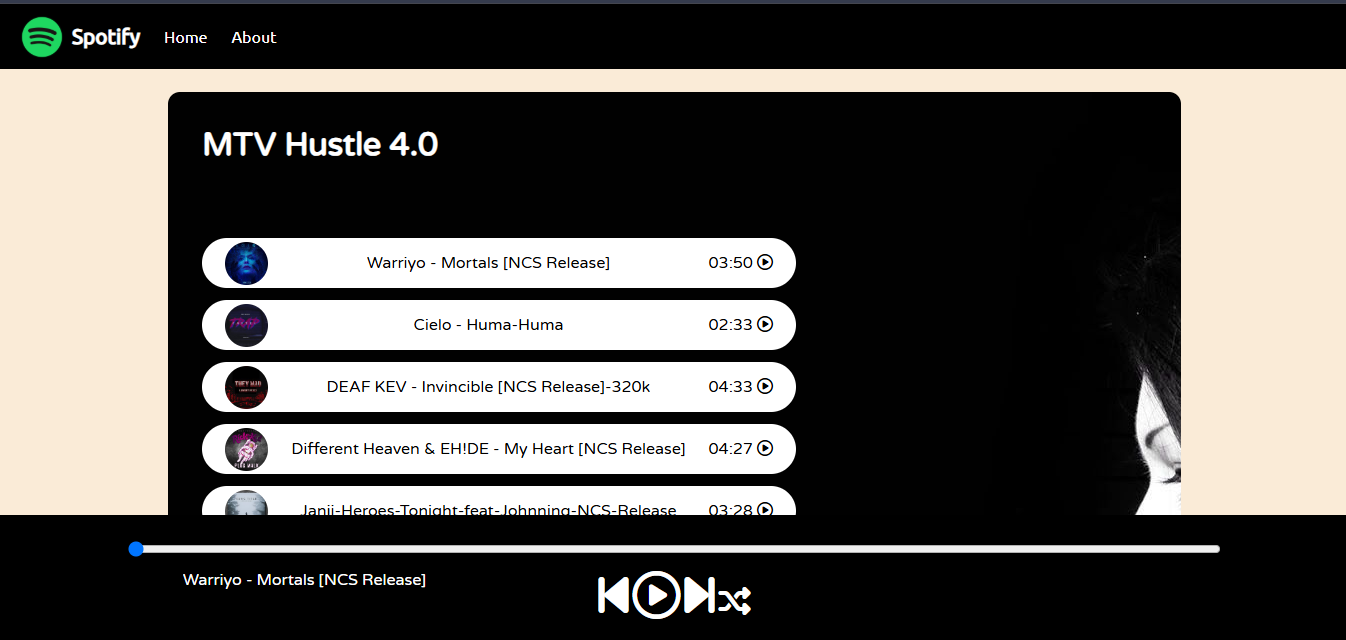 Spotify Home About
MTV Hustle 4.0
Warriyo - Mortals [NCS Release] 03:50
Cielo - Huma-Huma 02:33
DEAF KEV - Invincible [NCS Release]-320k 04:33
Different Heaven & EH!DE - My Heart [NCS Release] 04:27
Janji-Heroes-Tonight-feat-Johnning-NCS-Release 03:28
Warriyo - Mortals [NCS Release]